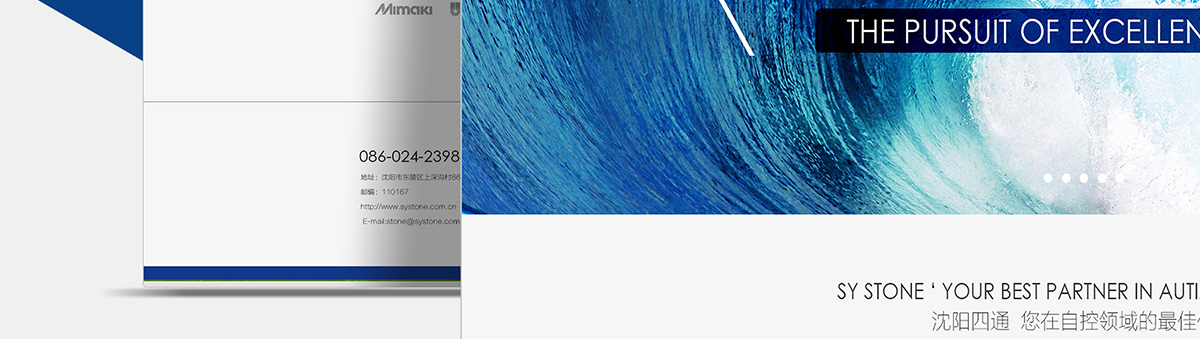 Mimaki
086-024-2398
地址：沈阳市东陵区上深沟村86
邮编：110167
http://www.systone.com.cn
E-mail:stone@systone.com
THE PURSUIT OF EXCELLEN
SY STONE ‘ YOUR BEST PARTNER IN AUTI
沈阳四通 您在自控领域的最佳